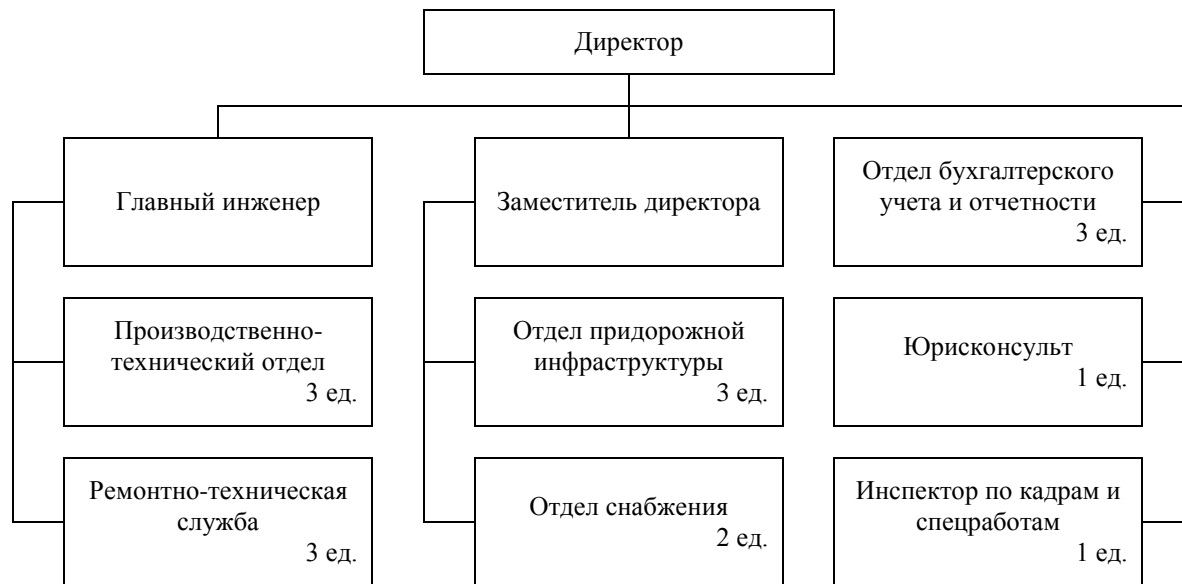 Директор
Главный инженер
Заместитель директора
Отдел бухгалтерского
учета и отчетности
3 ед.
Производственно-
технический отдел
3 ед.
Отдел придорожной
инфраструктуры
3 ед.
Юрисконсульт
1 ед.
Ремонтно-техническая
служба
3 ед.
Отдел снабжения
2 ед.
Инспектор по кадрам и
спецработам
1 ед.